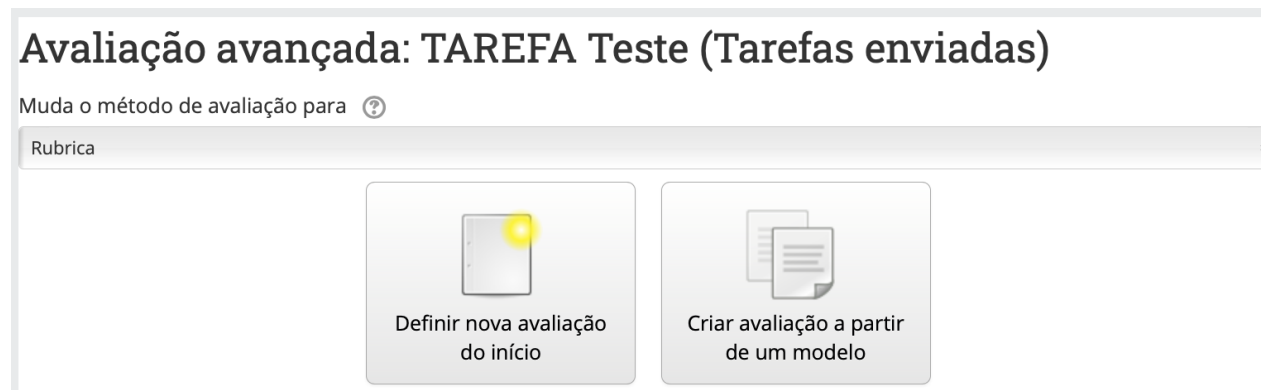 Avaliação avançada: TAREFA Teste (Tarefas enviadas)
Muda o método de avaliação para ?
Rubrica
Definir nova avaliação
do início
Criar avaliação a partir
de um modelo